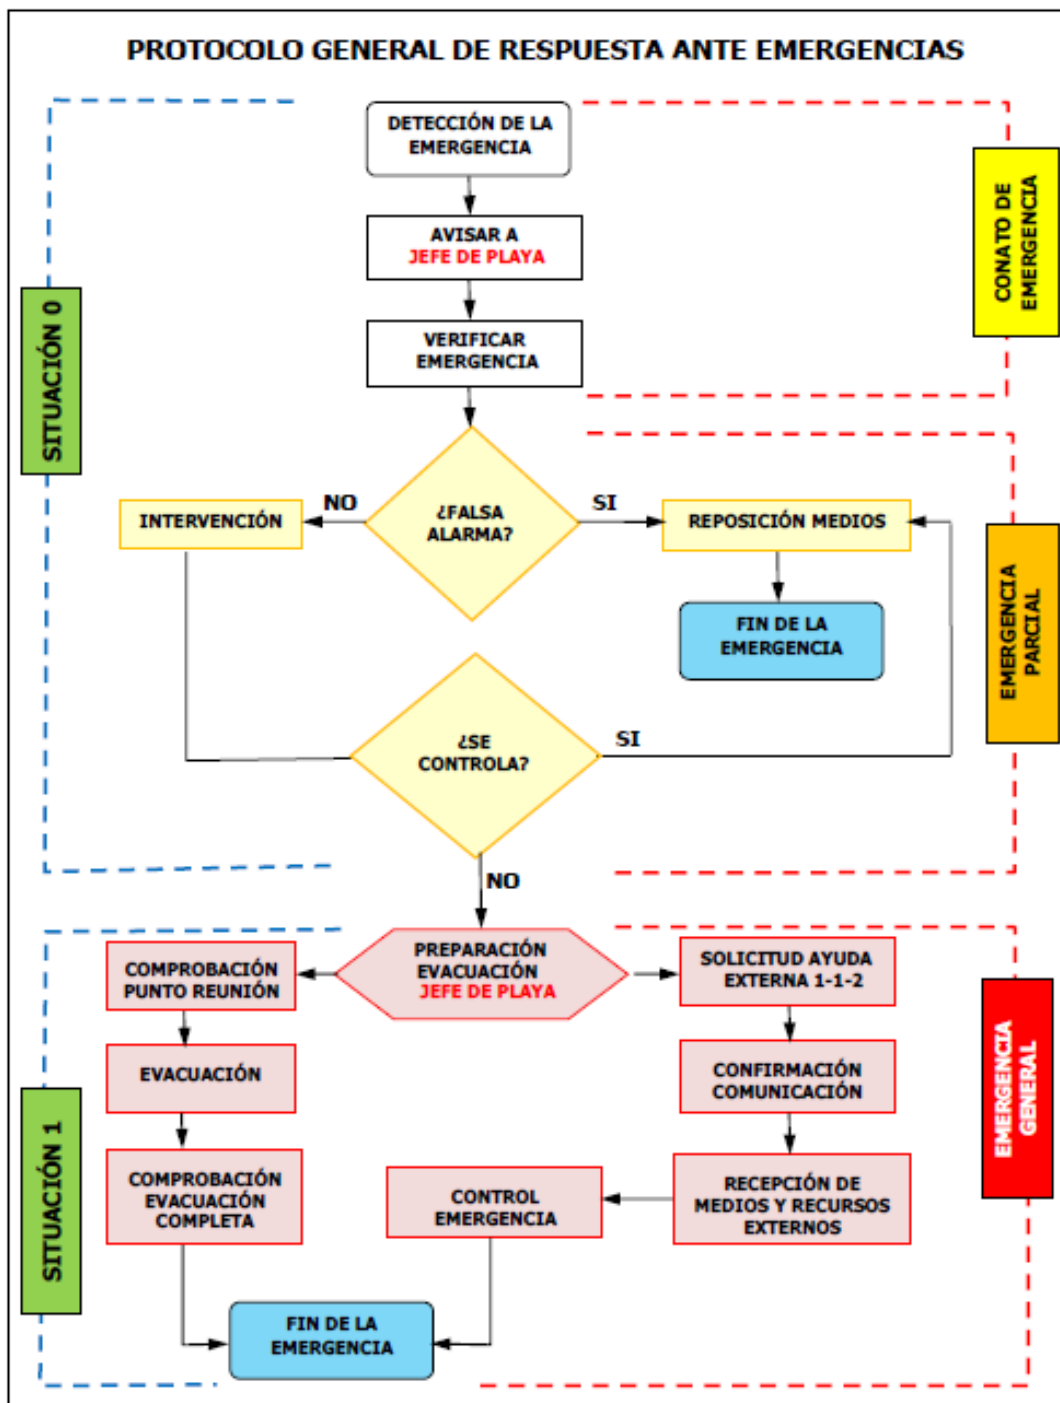 PROTOCOLO GENERAL DE RESPUESTA ANTE EMERGENCIAS
DETECCIÓN DE LA
EMERGENCIA
AVISAR A
JEFE DE PLAYA
VERIFICAR
EMERGENCIA
CONATO DE
EMERGENCIA
SITUACIÓN 0
¿FALSA
ALARMA?
NO
SI
INTERVENCIÓN
REPOSICIÓN MEDIOS
FIN DE LA
EMERGENCIA
EMERGENCIA
PARCIAL
¿SE
CONTROLA?
SI
NO
PREPARACIÓN
EVACUACIÓN
JEFE DE PLAYA
COMPROBACIÓN
PUNTO REUNIÓN
SOLICITUD AYUDA
EXTERNA 1-1-2
EVACUACIÓN
CONFIRMACIÓN
COMUNICACIÓN
EMERGENCIA
GENERAL
SITUACIÓN 1
COMPROBACIÓN
EVACUACIÓN
COMPLETA
CONTROL
EMERGENCIA
RECEPCIÓN DE
MEDIOS Y RECURSOS
EXTERNOS
FIN DE LA
EMERGENCIA